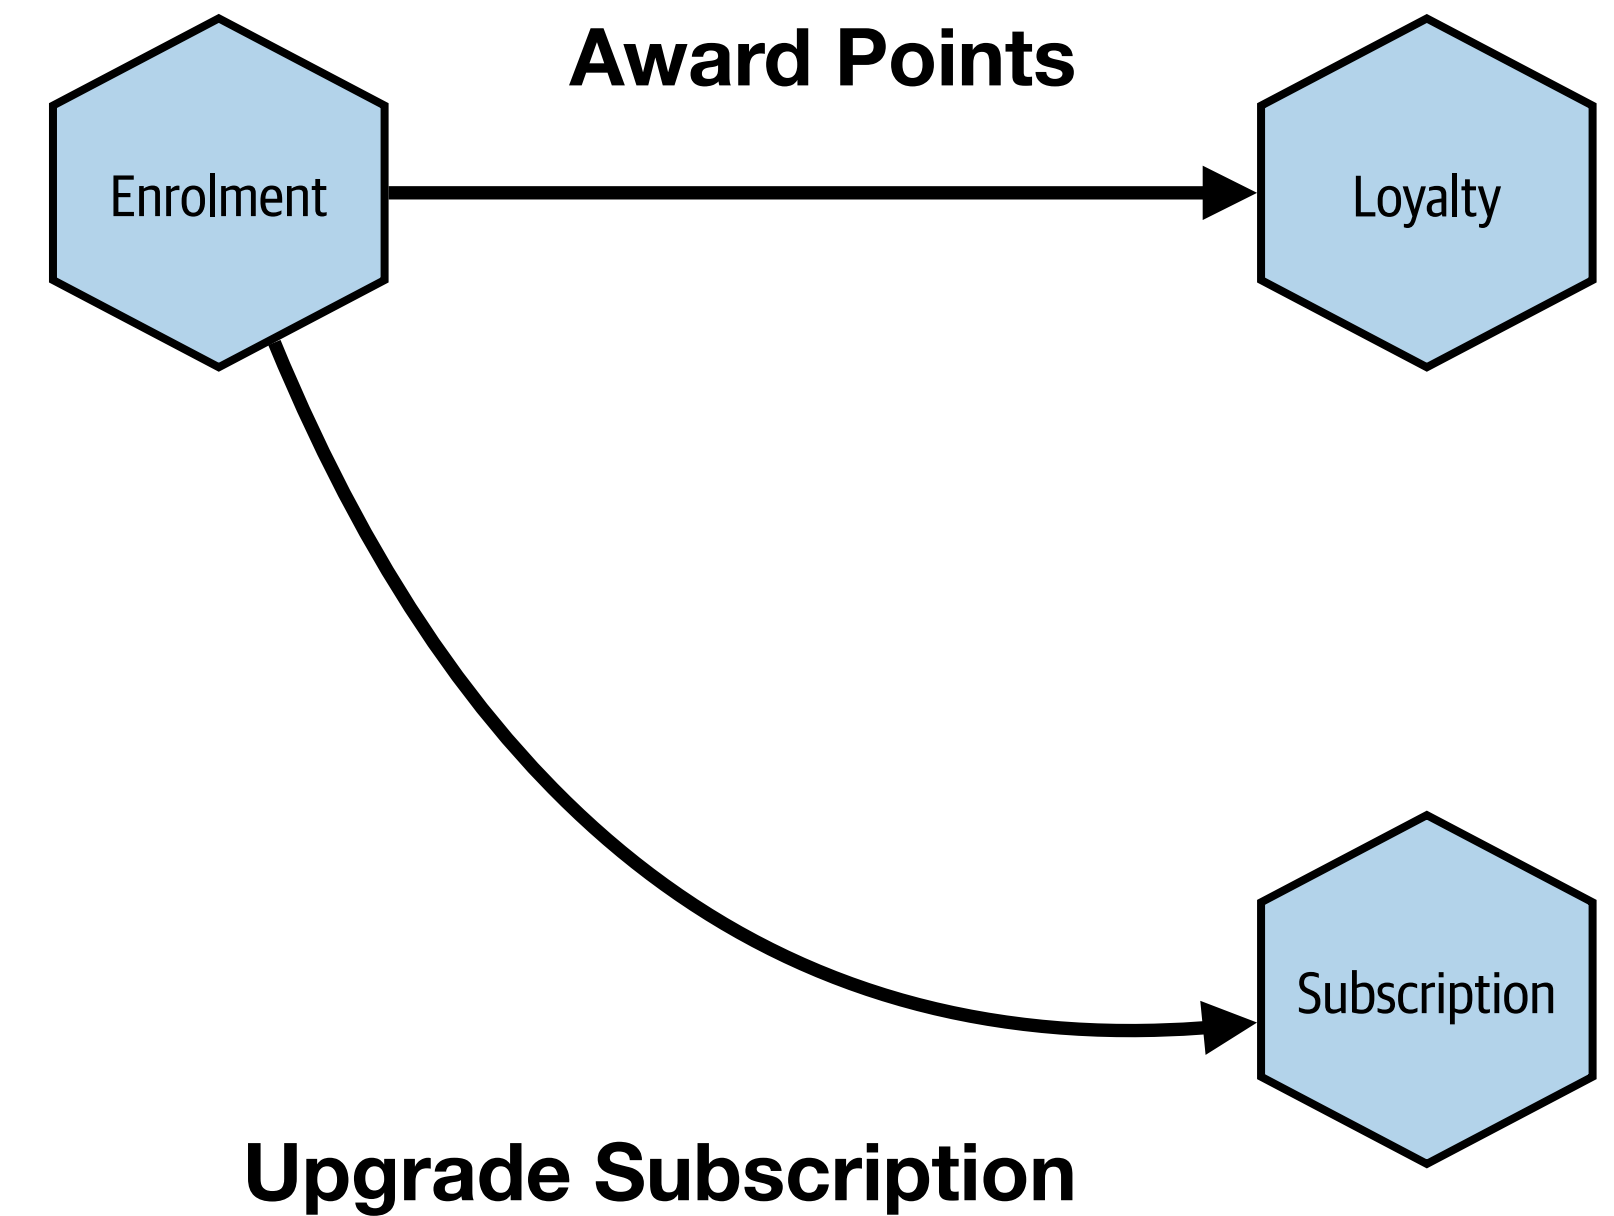 Award Points
Enrolment
Loyalty
Subscription
Upgrade Subscription